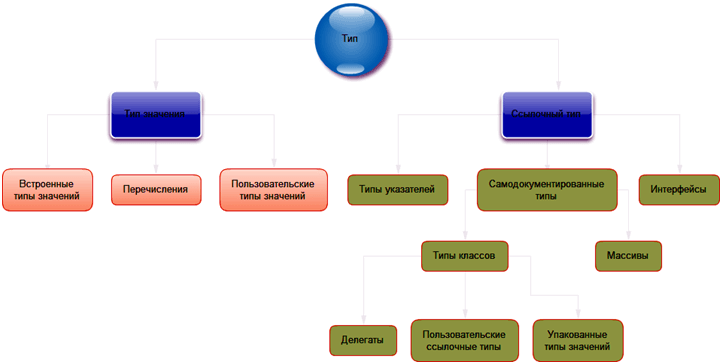 Тип
Тип значения
Ссылочный тип
Встроенные
типы значений
Перечисления
Пользовательские
типы значений
Типы указателей
Самодокументированные
типы
Интерфейсы
Типы классов
Массивы
Делегаты
Пользовательские
ссылочные типы
Упакованные
типы значений